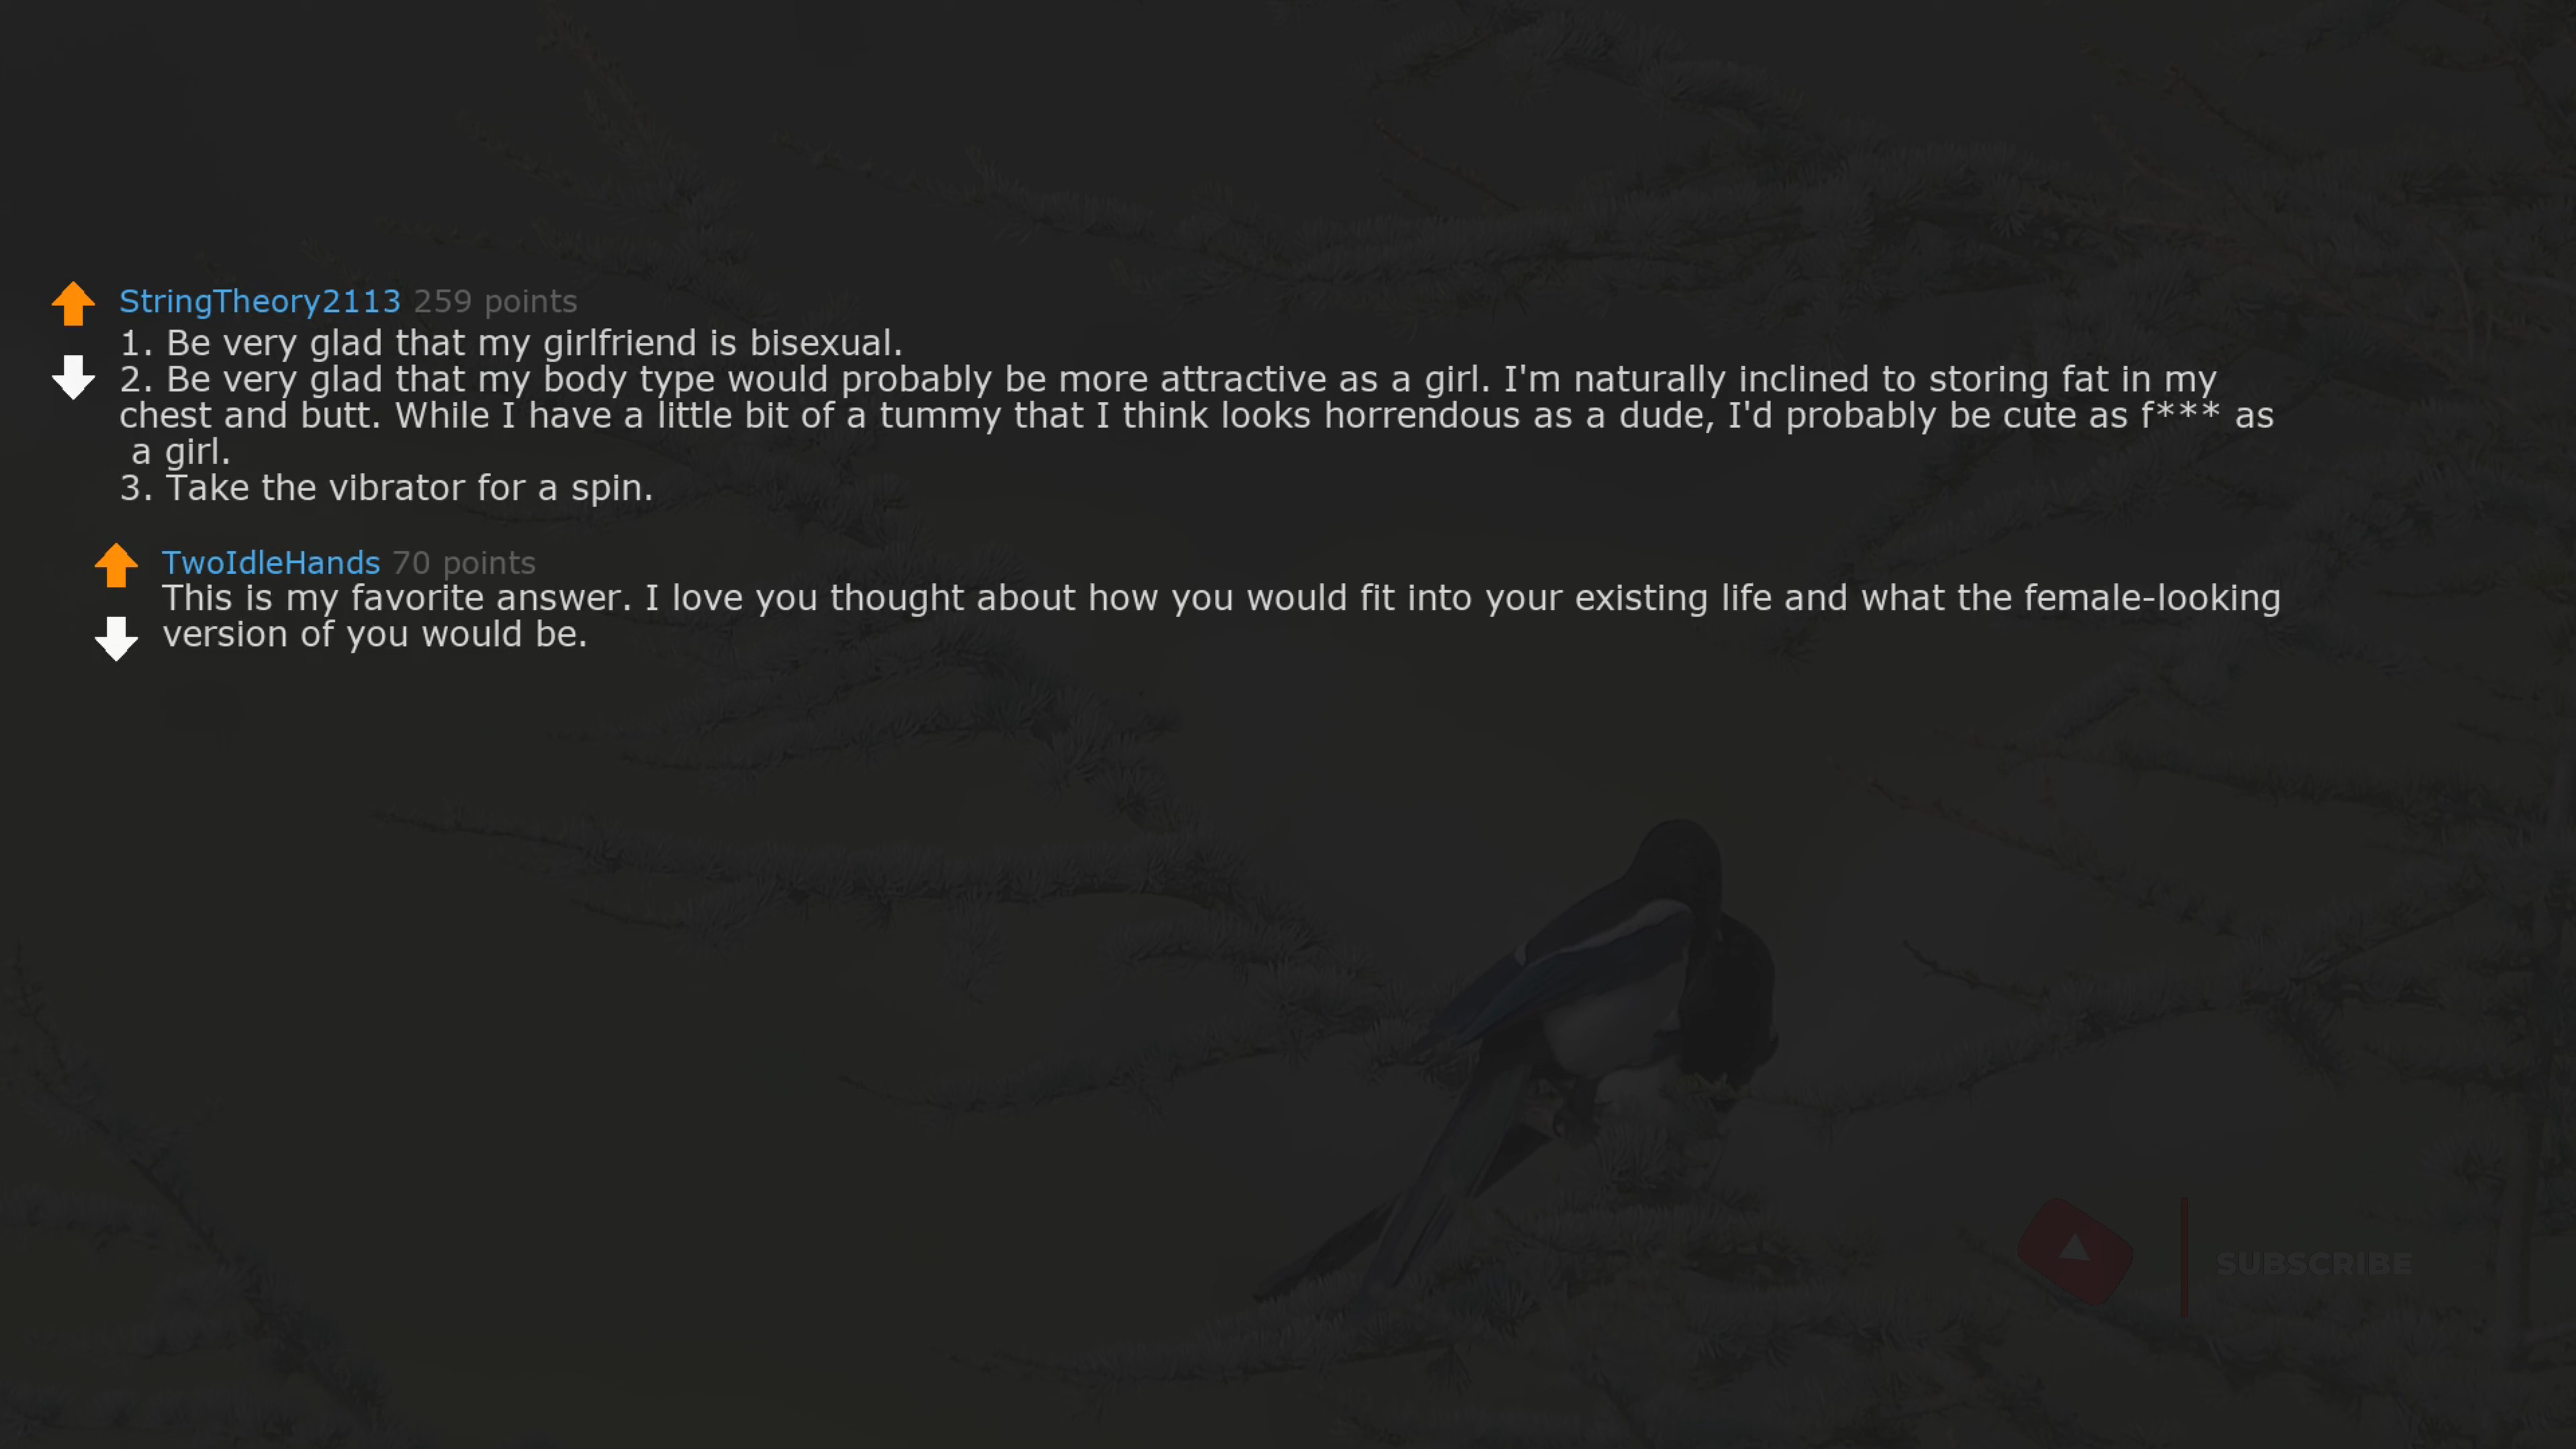 StringTheory2113 259 points
1. Be very glad that my girlfriend is bisexual.
2. Be very glad that my body type would probably be more attractive as a girl. I'm naturally inclined to storing fat in my
chest and butt. While I have a little bit of a tummy that I think looks horrendous as a dude, I'd probably be cute as f*** as
a girl.
3. Take the vibrator for a spin.
TwoIdleHands 70 points
This is my favorite answer. I love you thought about how you would fit into your existing life and what the female-looking
version of you would be.
SUBSCRIBE